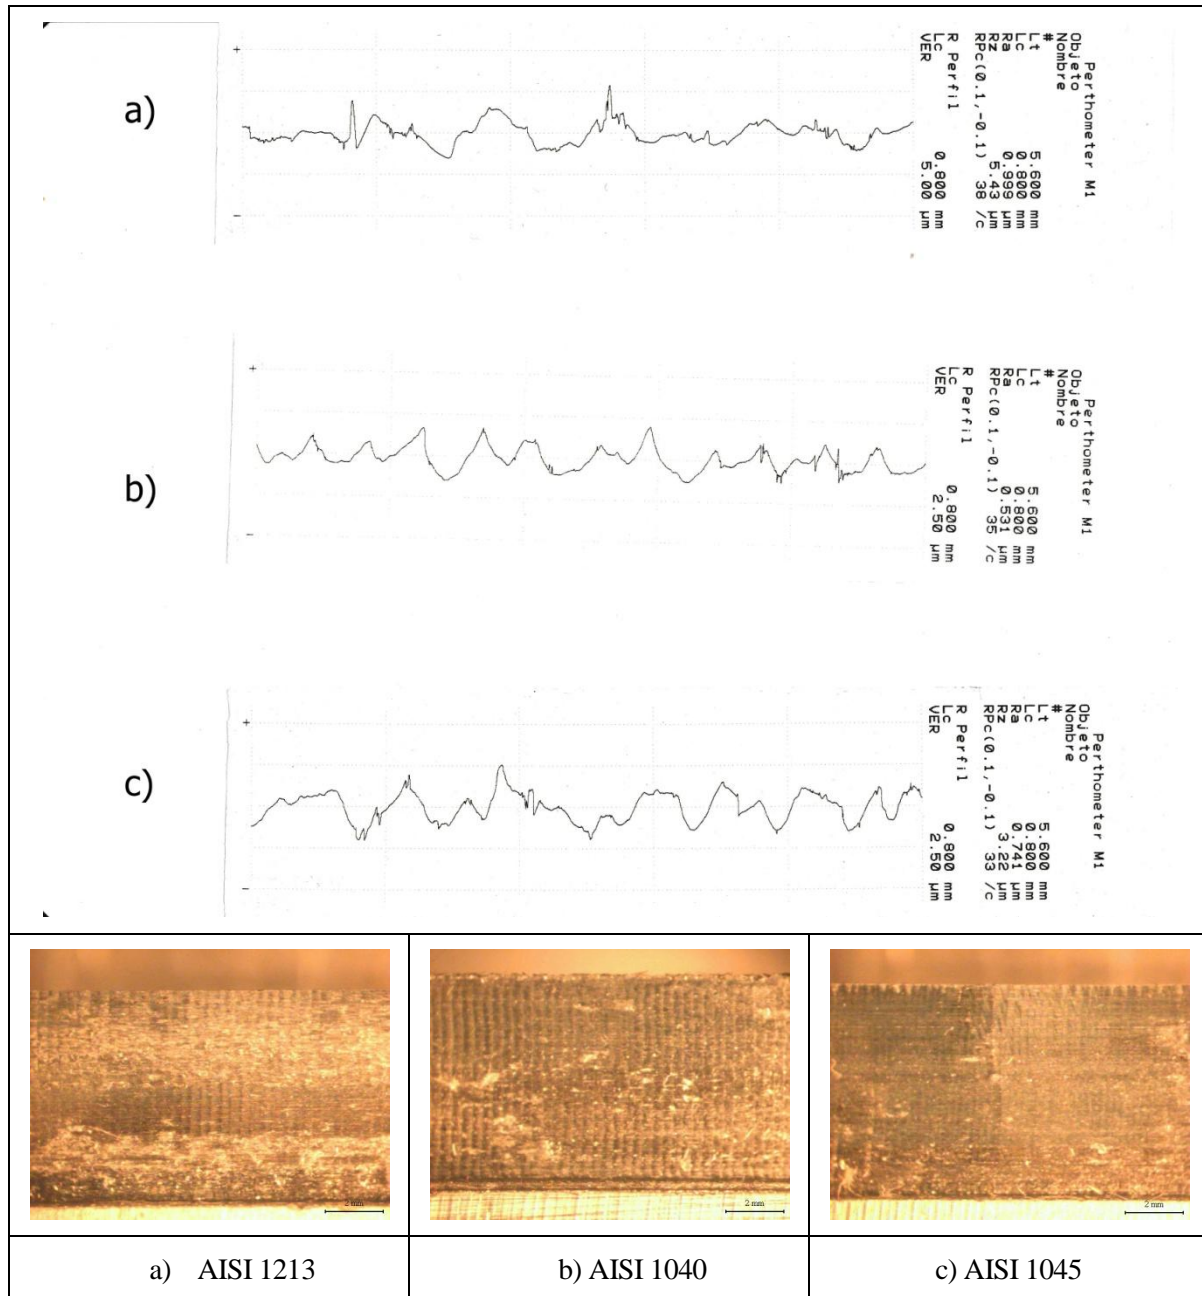 a)
+
-
Perthometer M1
Objeto
Nombre
#
Lt 5.600 mm
Lc 0.800 mm
Ra 0.999 µm
Rz 5.43 µm
RPc(0.1,-0.1) 38 /c
R Perfil
Lc 0.800 mm
VER 5.00 µm
b)
+
-
Perthometer M1
Objeto
Nombre
#
Lt 5.600 mm
Lc 0.800 mm
Ra 0.531 µm
RPc(0.1,-0.1) 35 /c
R Perfil
Lc 0.800 mm
VER 2.50 µm
c)
+
-
Perthometer M1
Objeto
Nombre
#
Lt 5.600 mm
Lc 0.800 mm
Ra 0.741 µm
Rz 3.22 µm
RPc(0.1,-0.1) 33 /c
R Perfil
Lc 0.800 mm
VER 2.50 µm
2 mm
2 mm
2 mm
a) AISI 1213
b) AISI 1040
c) AISI 1045